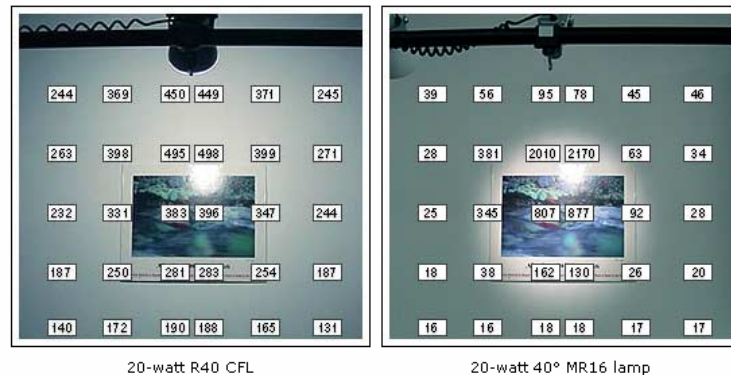 244 369 450 449 371 245
263 398 495 498 399 271
232 331 383 396 347 244
187 250 281 283 254 187
140 172 190 188 165 131
20-watt R40 CFL
39 56 95 78 45 46
28 381 2010 2170 63 34
25 345 807 877 92 28
18 38 162 130 26 20
16 16 18 18 17 17
20-watt 40° MR16 lamp